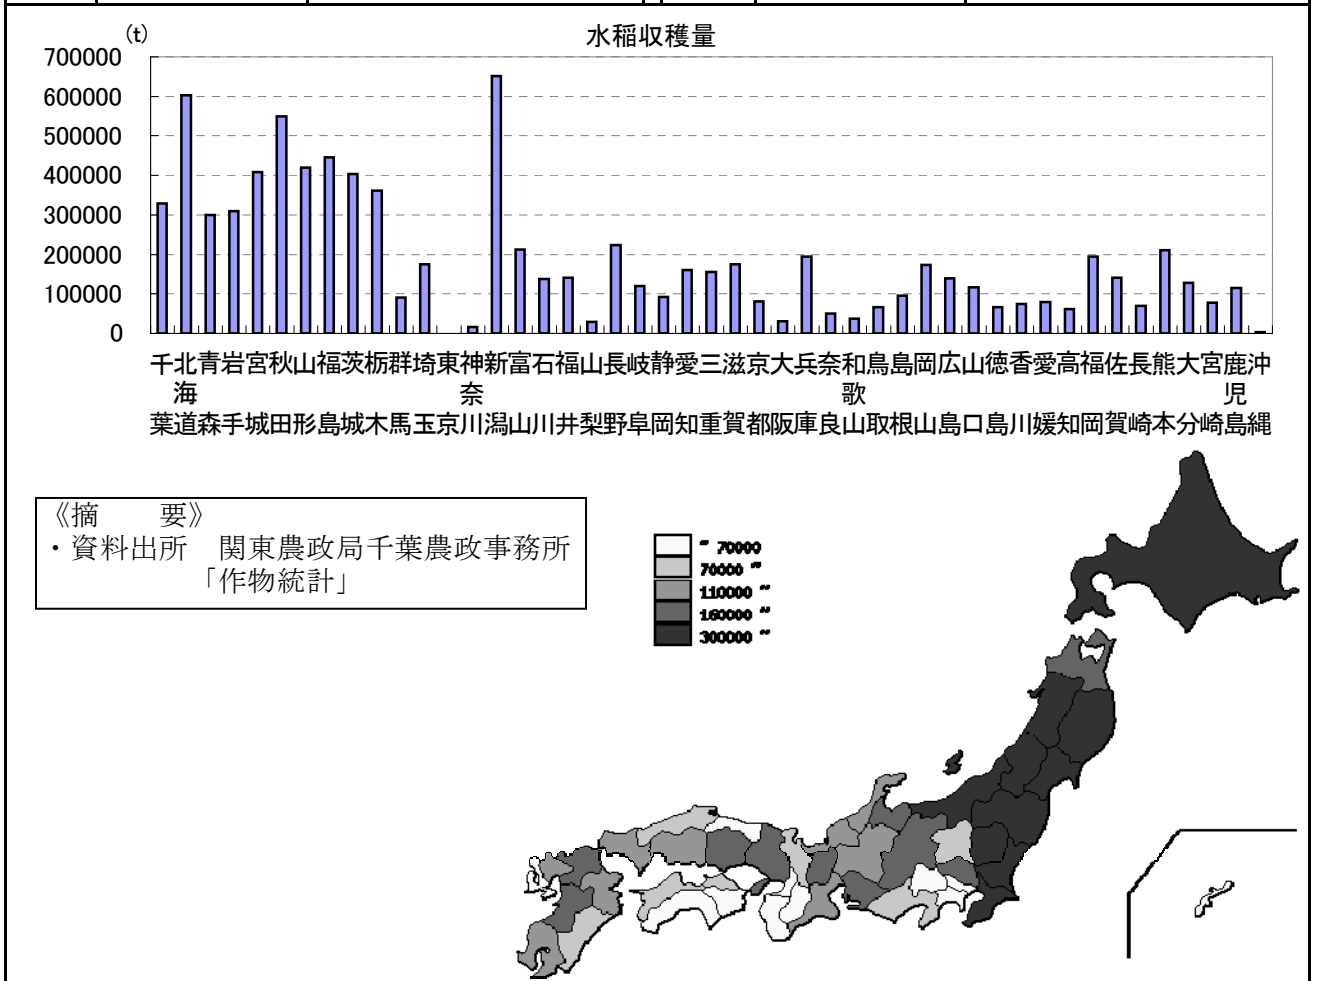 (t)
水稲収穫量
700000
600000
500000
400000
300000
200000
100000
0
千葉 北海道 青森 岩手 宮城 秋田 山形 福島 茨城 栃木 群馬 埼玉 東京 神奈川 新潟 富山 石川 福井 山梨 長野 岐阜 静岡 愛知 三重 滋賀 京都 大阪 兵庫 奈良 和歌山 鳥取 島根 岡山 広島 山口 徳島 香川 愛媛 高知 福岡 佐賀 長崎 熊本 大分 宮崎 鹿児島 沖縄
《摘　　要》
・資料出所　関東農政局千葉農政事務所
「作物統計」
~ 70000
70000 ~
110000 ~
160000 ~
300000 ~